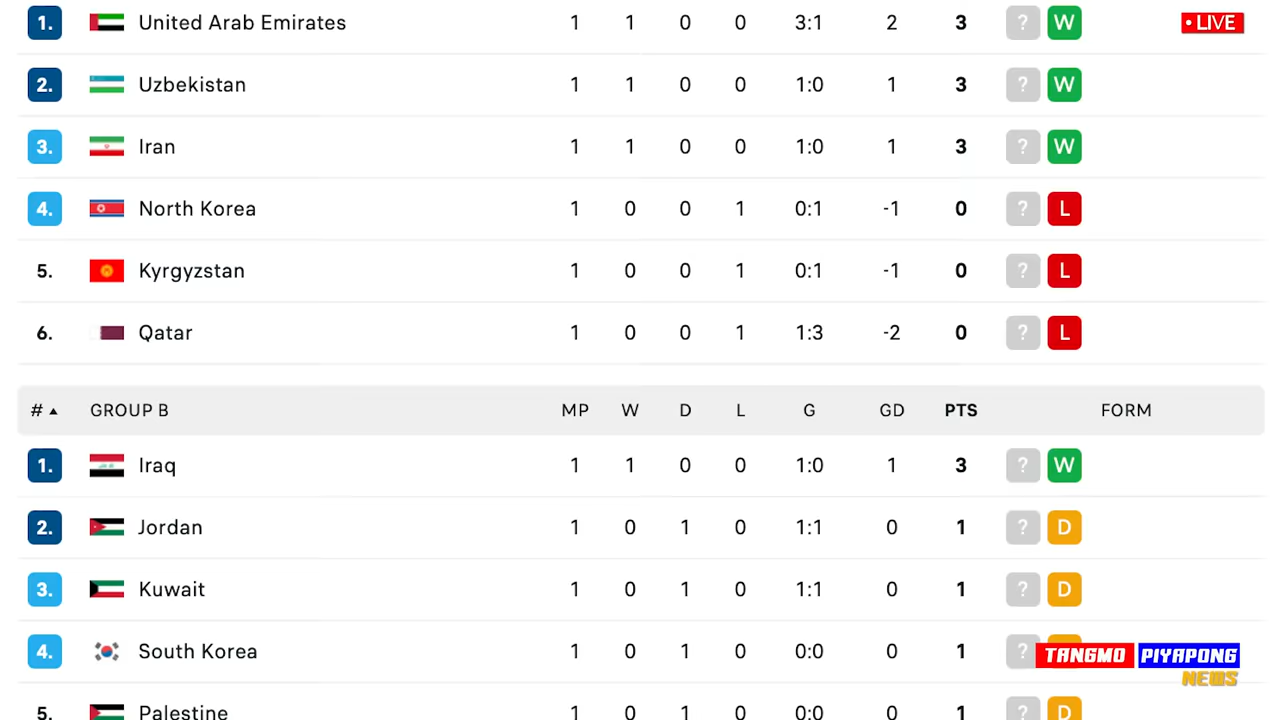 1. United Arab Emirates 1 1 0 0 3:1 2 3 ? W • LIVE
2. Uzbekistan 1 1 0 0 1:0 1 3 ? W
3. Iran 1 1 0 0 1:0 1 3 ? W
4. North Korea 1 0 0 1 0:1 -1 0 ? L
5. Kyrgyzstan 1 0 0 1 0:1 -1 0 ? L
6. Qatar 1 0 0 1 1:3 -2 0 ? L
# ▲ GROUP B MP W D L G GD PTS FORM
1. Iraq 1 1 0 0 1:0 1 3 ? W
2. Jordan 1 0 1 0 1:1 0 1 ? D
3. Kuwait 1 0 1 0 1:1 0 1 ? D
4. South Korea 1 0 1 0 0:0 0 1 ? TANGMO PIYAPONG
NEWS
5. Palestine 1 0 1 0 0:0 0 1 ? D